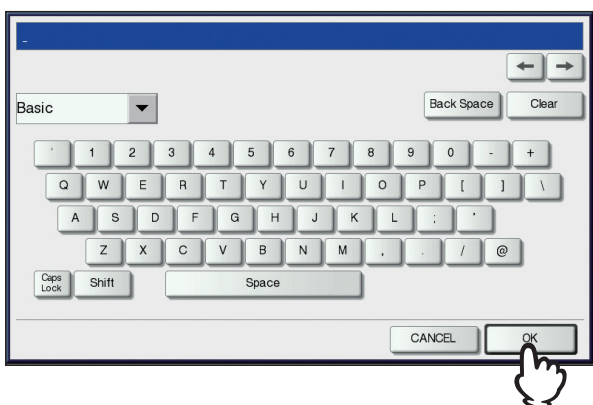 _
Basic
Back Space Clear
` 1 2 3 4 5 6 7 8 9 0 - +
Q W E R T Y U I O P [ ] \
A S D F G H J K L ; '
Z X C V B N M , . / @
Caps Lock Shift Space
CANCEL OK